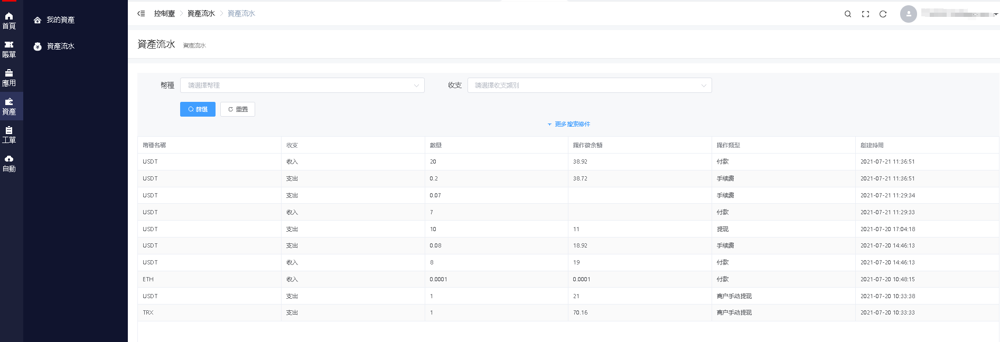 首頁
賬單
應用
資產
工單
自動
我的資產
資產流水
控制臺 > 資產流水 > 資產流水
資產流水 資產流水
幣種 請選擇幣種 收支 請選擇收支類別
篩選 重置
更多搜索條件
幣種名稱 收支 數量 操作後余額 操作類型 創建時間
USDT 收入 20 38.92 付款 2021-07-21 11:36:51
USDT 支出 0.2 38.72 手续费 2021-07-21 11:36:51
USDT 支出 0.07 手续费 2021-07-21 11:29:34
USDT 收入 7 付款 2021-07-21 11:29:33
USDT 支出 10 11 提现 2021-07-20 17:04:18
USDT 支出 0.08 18.92 手续费 2021-07-20 14:46:13
USDT 收入 8 19 付款 2021-07-20 14:46:13
ETH 收入 0.0001 0.0001 付款 2021-07-20 10:48:15
USDT 支出 1 21 商户手动提现 2021-07-20 10:33:38
TRX 支出 1 70.16 商户手动提现 2021-07-20 10:33:33